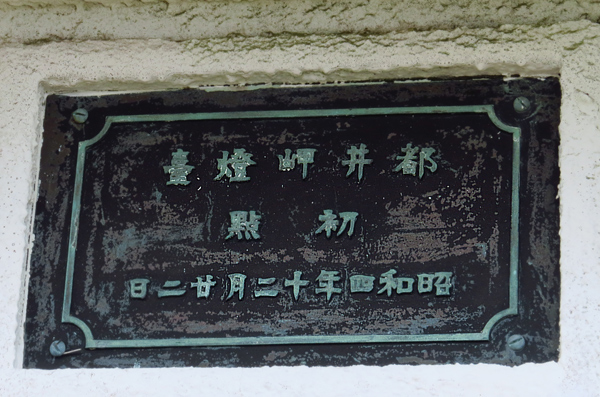 都井岬燈臺
初點
昭和四年十二月廿二日